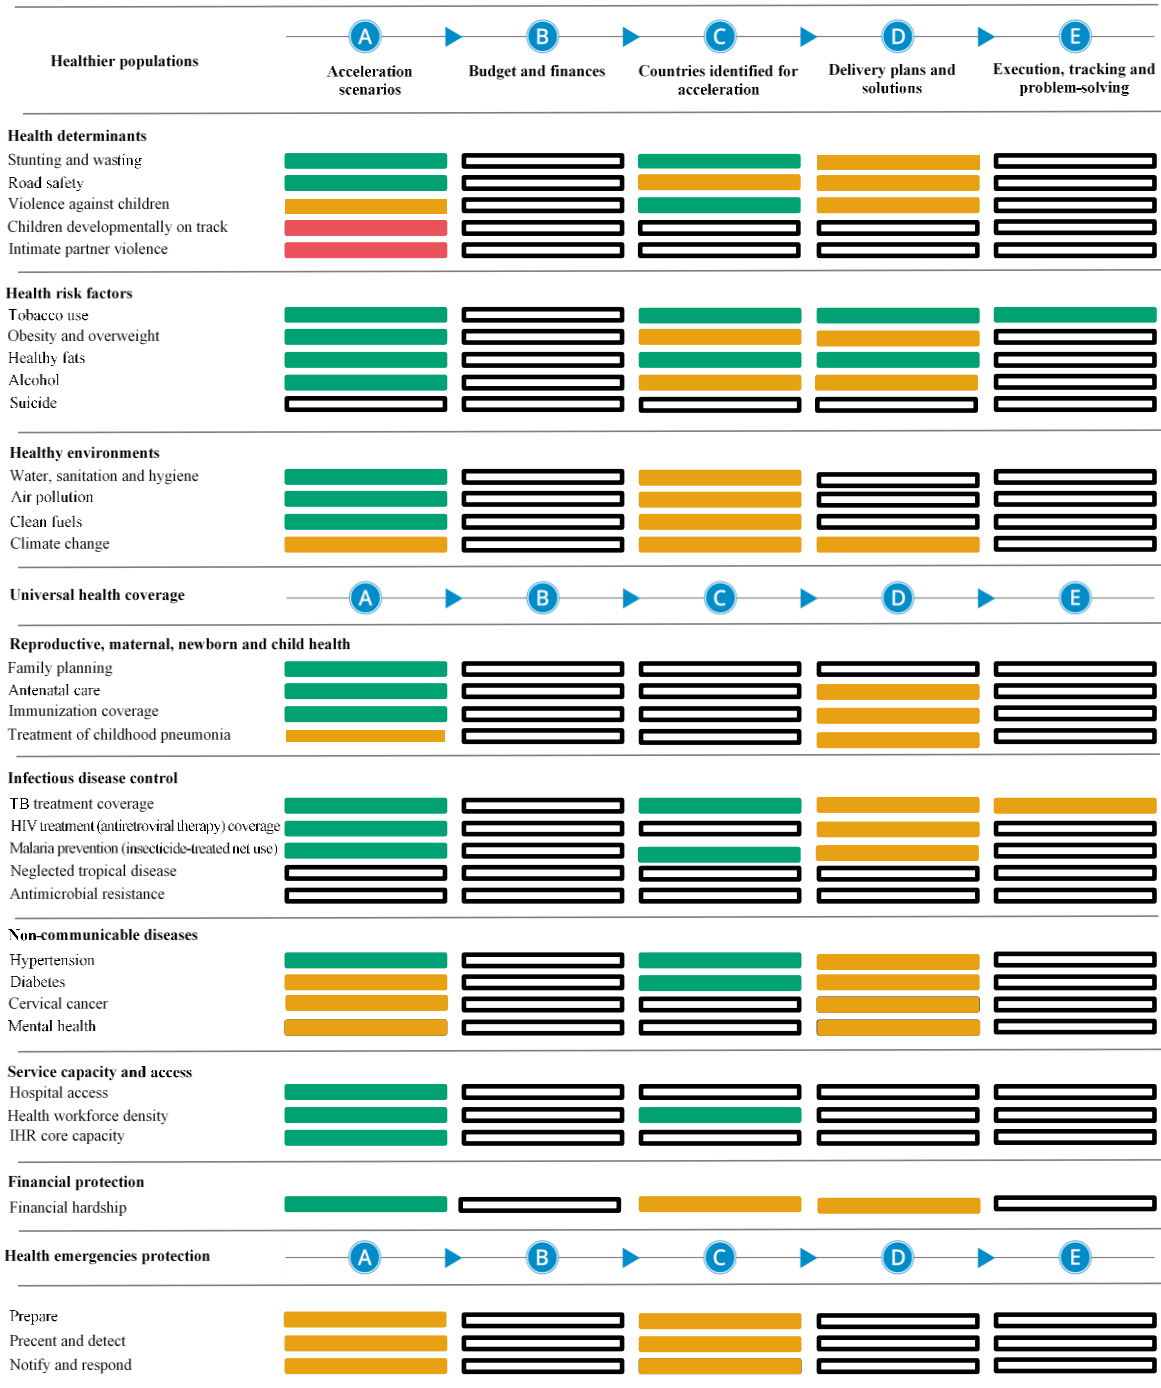 Healthier populations
A B C D E
Acceleration scenarios
Budget and finances
Countries identified for acceleration
Delivery plans and solutions
Execution, tracking and problem-solving
Health determinants
Stunting and wasting
Road safety
Violence against children
Children developmentally on track
Intimate partner violence
Health risk factors
Tobacco use
Obesity and overweight
Healthy fats
Alcohol
Suicide
Healthy environments
Water, sanitation and hygiene
Air pollution
Clean fuels
Climate change
Universal health coverage
A B C D E
Reproductive, maternal, newborn and child health
Family planning
Antenatal care
Immunization coverage
Treatment of childhood pneumonia
Infectious disease control
TB treatment coverage
HIV treatment (antiretroviral therapy) coverage
Malaria prevention (insecticide-treated net use)
Neglected tropical disease
Antimicrobial resistance
Non-communicable diseases
Hypertension
Diabetes
Cervical cancer
Mental health
Service capacity and access
Hospital access
Health workforce density
IHR core capacity
Financial protection
Financial hardship
Health emergencies protection
A B C D E
Prepare
Precent and detect
Notify and respond